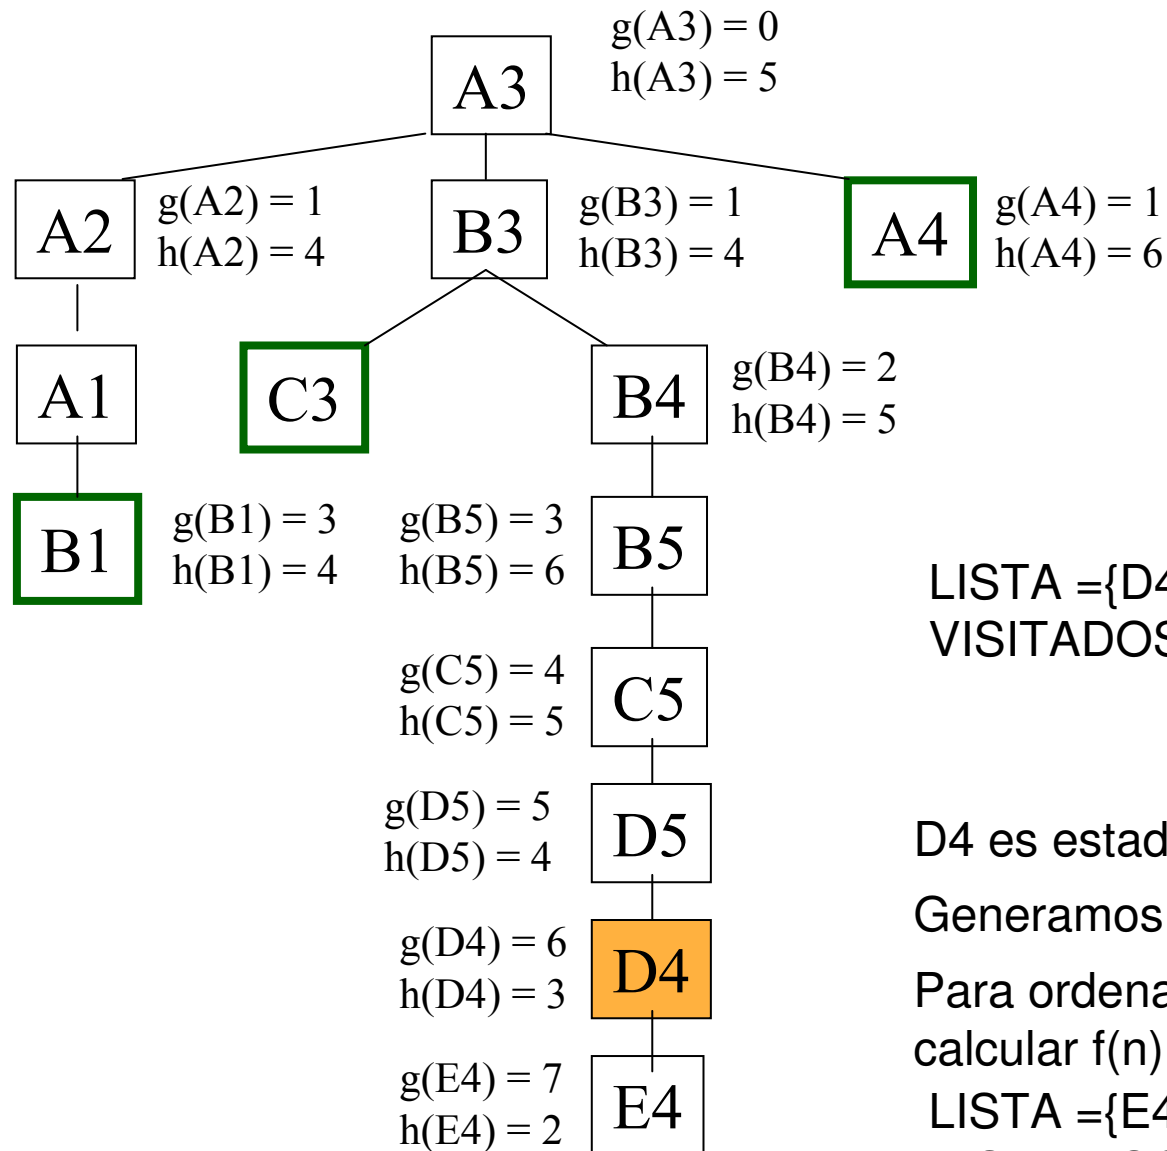 g(A3) = 0
h(A3) = 5
A3
A2
g(A2) = 1
h(A2) = 4
B3
g(B3) = 1
h(B3) = 4
A4
g(A4) = 1
h(A4) = 6
A1
C3
B4
g(B4) = 2
h(B4) = 5
B1
g(B1) = 3
h(B1) = 4
g(B5) = 3
h(B5) = 6
B5
LISTA ={D4
VISITADOS
g(C5) = 4
h(C5) = 5
C5
g(D5) = 5
h(D5) = 4
D5
D4 es estad
Generamos
g(D4) = 6
h(D4) = 3
D4
Para ordena
calcular f(n)
g(E4) = 7
h(E4) = 2
E4
LISTA ={E4